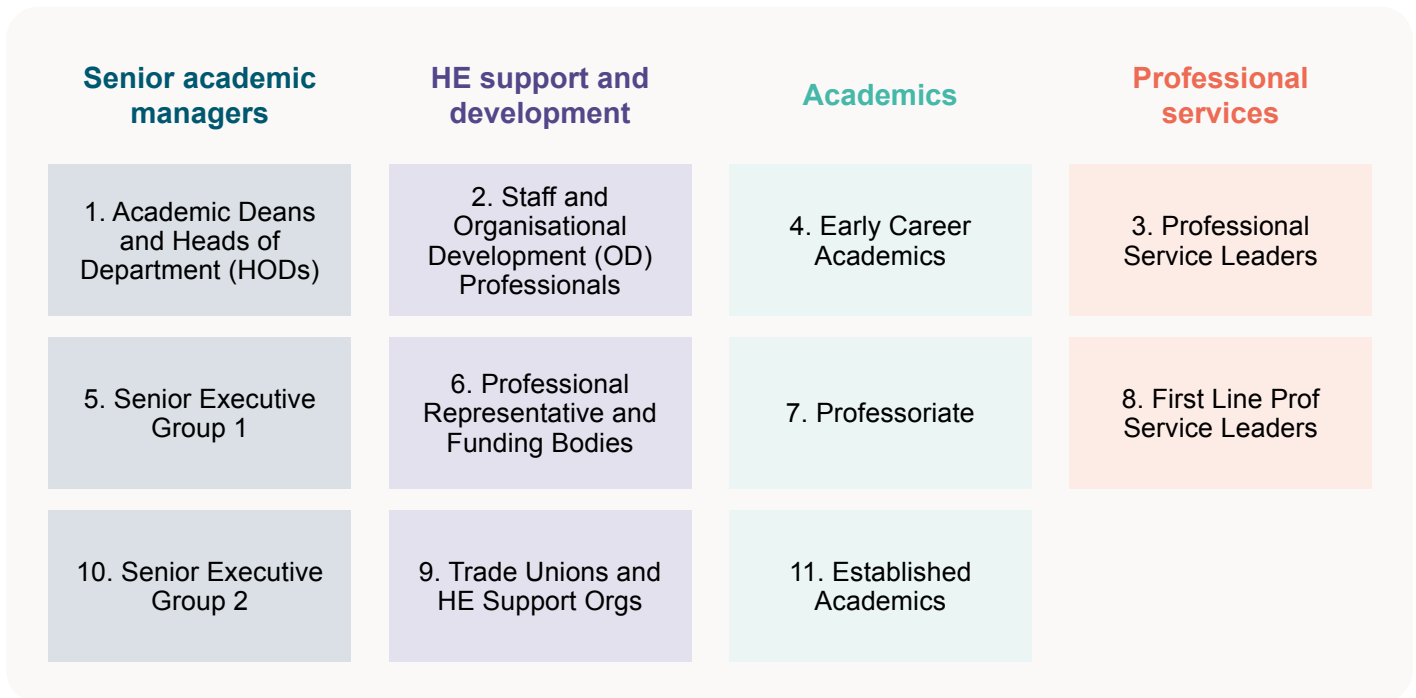 Senior academic
managers
HE support and
development
Academics
Professional
services
1. Academic Deans
and Heads of
Department (HODs)
2. Staff and
Organisational
Development (OD)
Professionals
4. Early Career
Academics
3. Professional
Service Leaders
5. Senior Executive
Group 1
6. Professional
Representative and
Funding Bodies
7. Professoriate
8. First Line Prof
Service Leaders
10. Senior Executive
Group 2
9. Trade Unions and
HE Support Orgs
11. Established
Academics